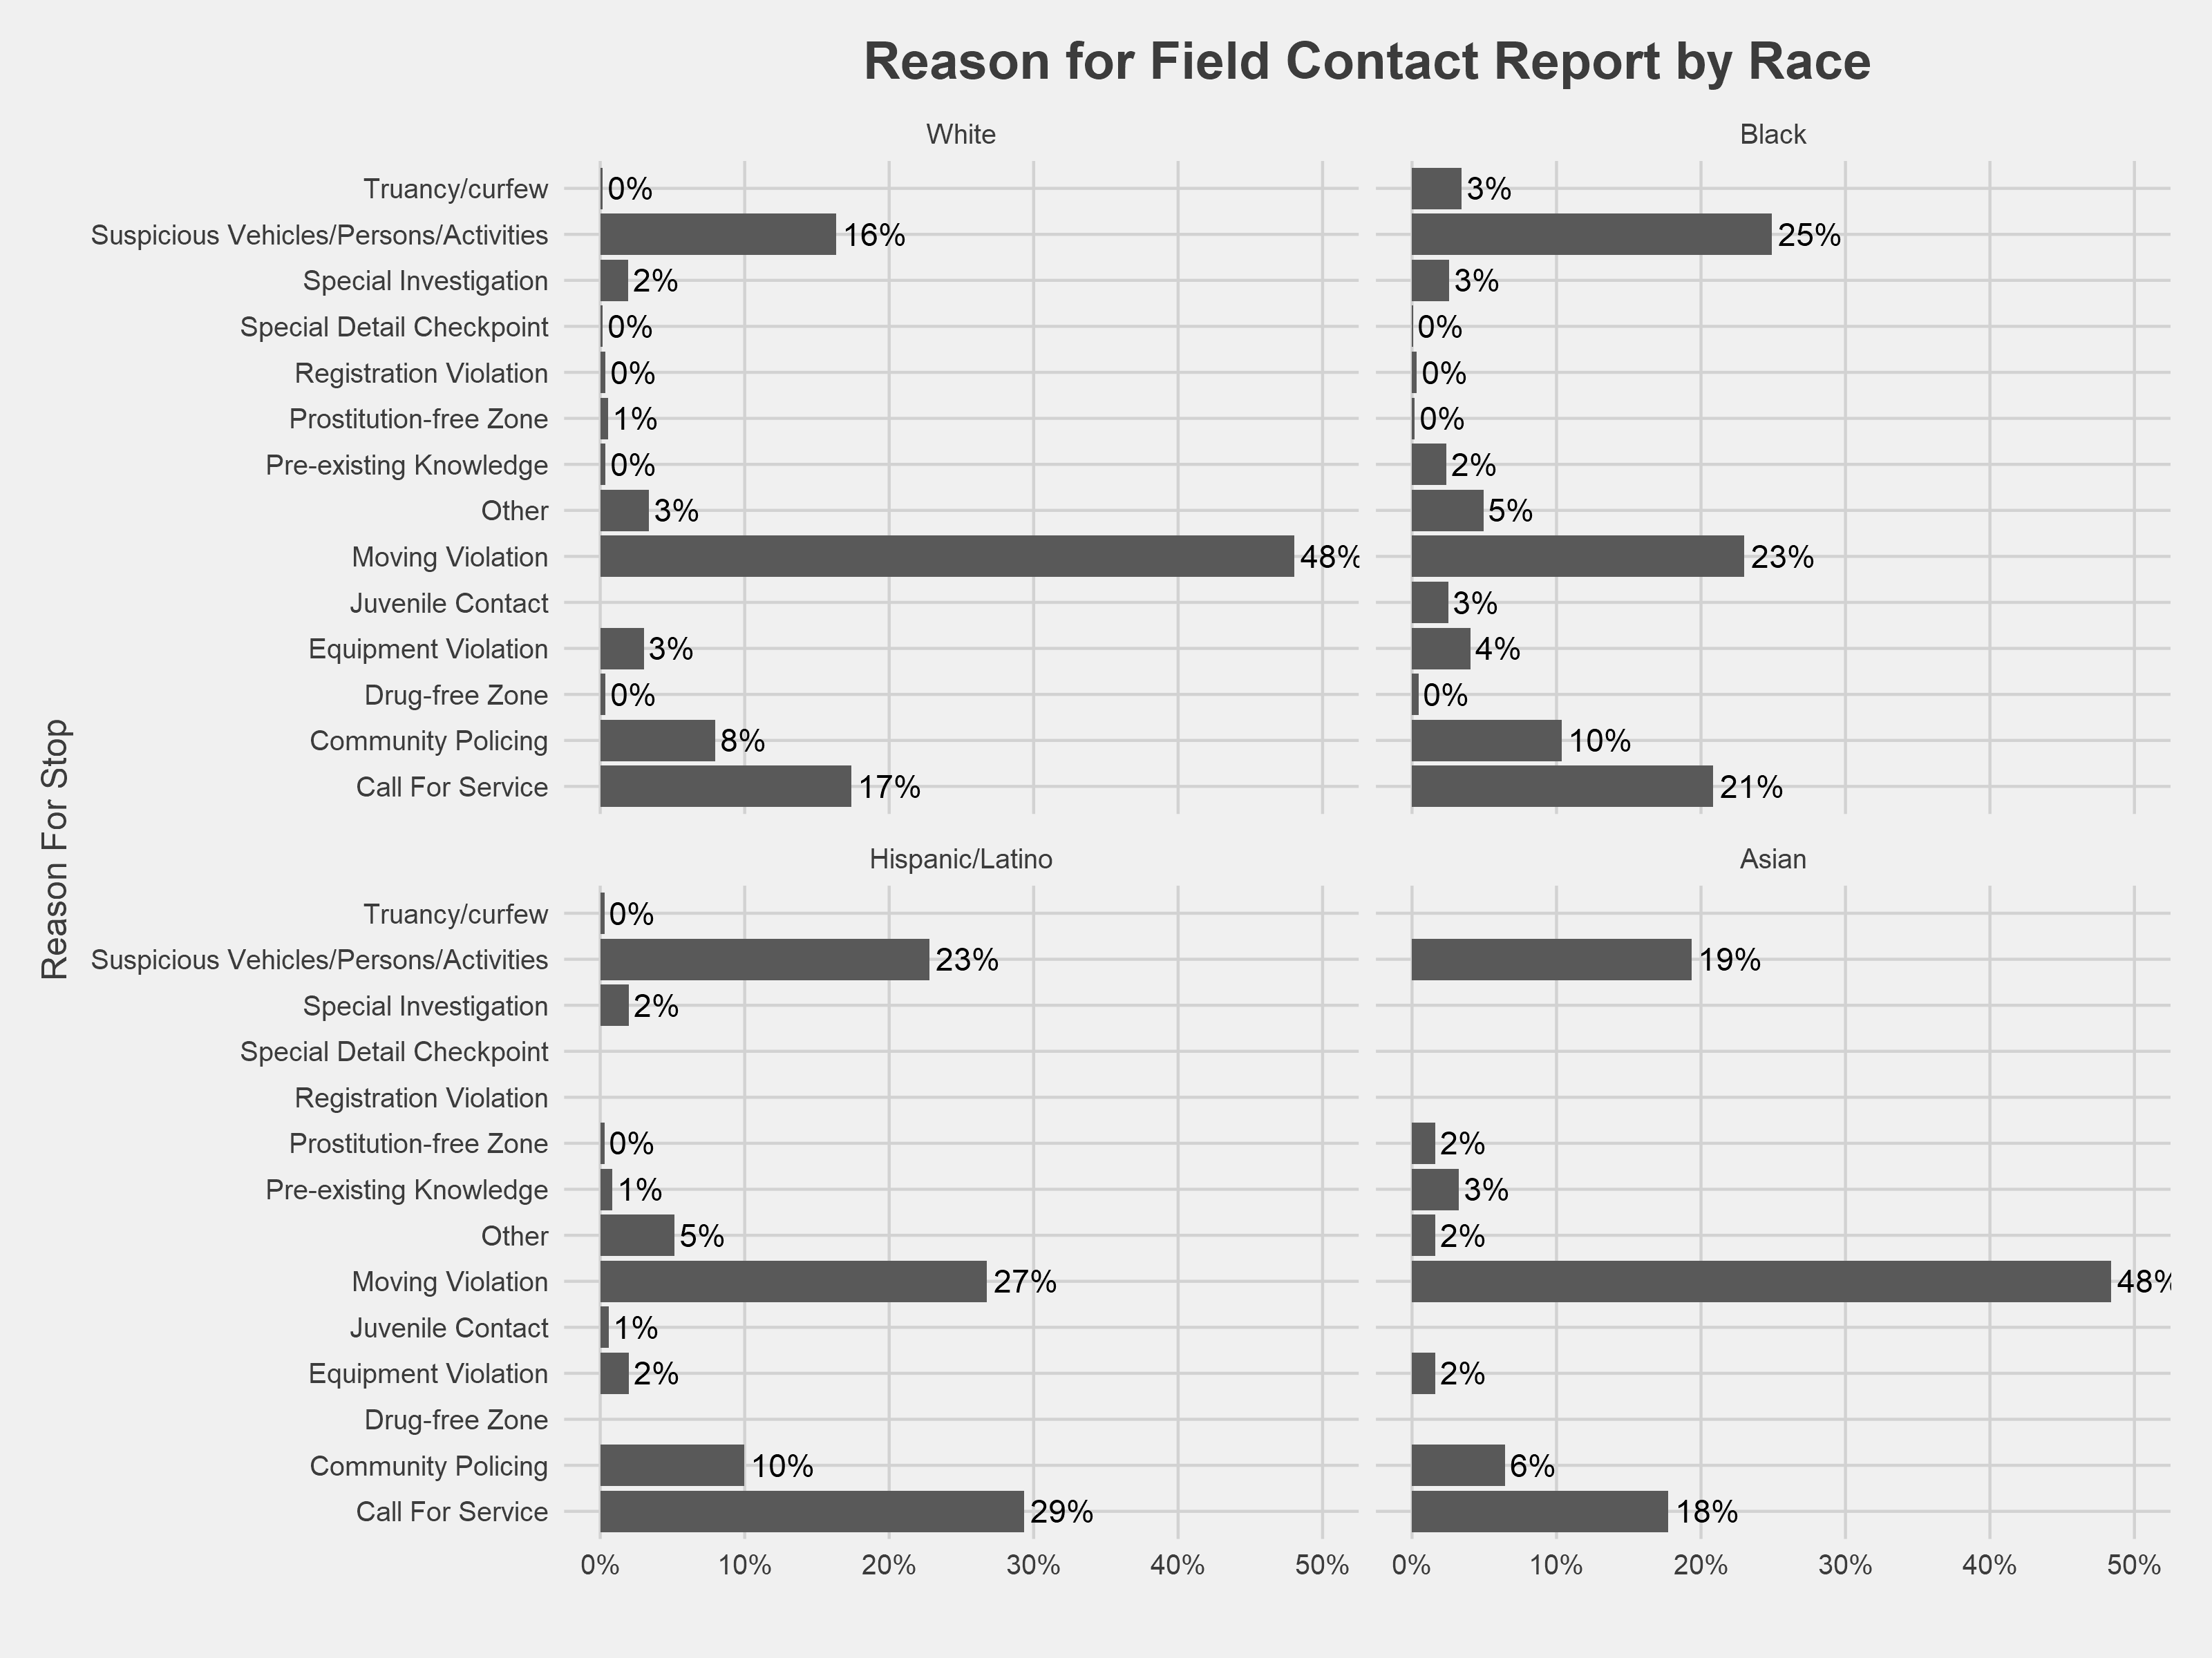 Reason for Field Contact Report by Race
White
Black
Truancy/curfew 0% 3%
Suspicious Vehicles/Persons/Activities 16% 25%
Special Investigation 2% 3%
Special Detail Checkpoint 0% 0%
Registration Violation 0% 0%
Prostitution-free Zone 1% 0%
Pre-existing Knowledge 0% 2%
Other 3% 5%
Moving Violation 48% 23%
Juvenile Contact 3%
Equipment Violation 3% 4%
Drug-free Zone 0% 0%
Community Policing 8% 10%
Call For Service 17% 21%
Reason For Stop
Hispanic/Latino
Asian
Truancy/curfew 0%
Suspicious Vehicles/Persons/Activities 23% 19%
Special Investigation 2%
Special Detail Checkpoint
Registration Violation
Prostitution-free Zone 0% 2%
Pre-existing Knowledge 1% 3%
Other 5% 2%
Moving Violation 27% 48%
Juvenile Contact 1%
Equipment Violation 2% 2%
Drug-free Zone
Community Policing 10% 6%
Call For Service 29% 18%
0% 10% 20% 30% 40% 50% 0% 10% 20% 30% 40% 50%